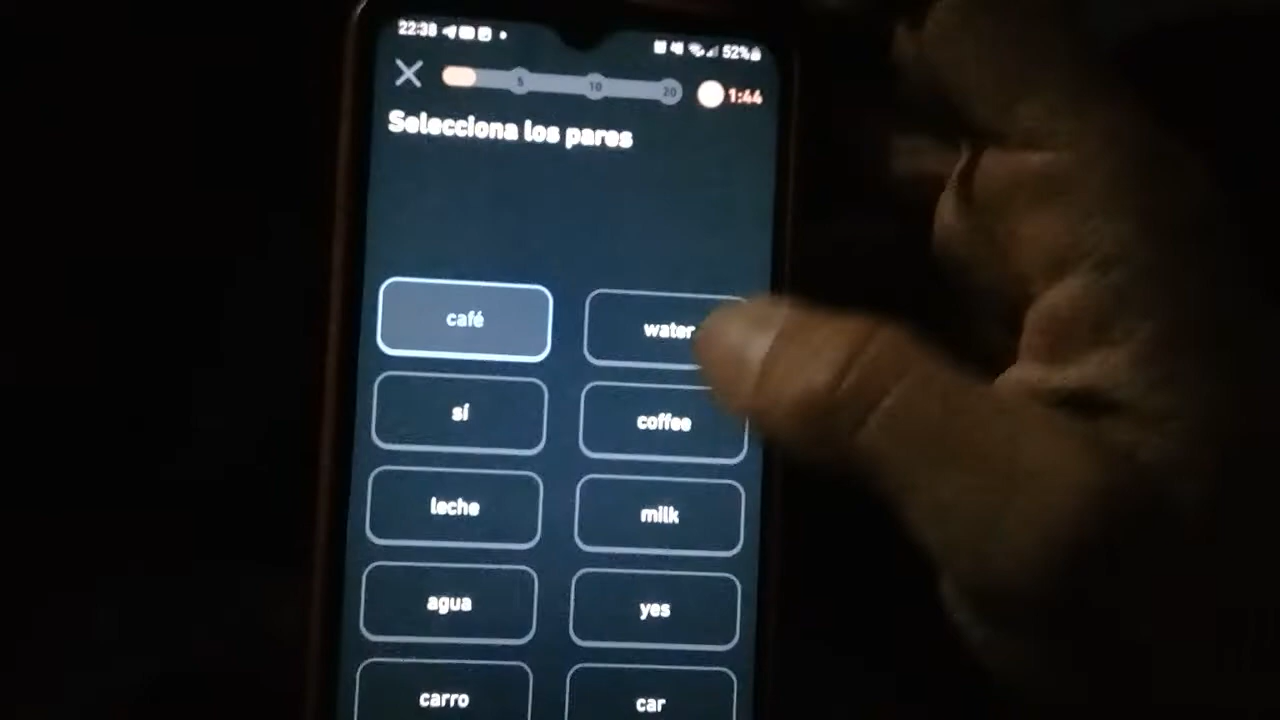 22:38 52%
5 10 20 1:44
Selecciona los pares
café water
sí coffee
leche milk
agua yes
carro car